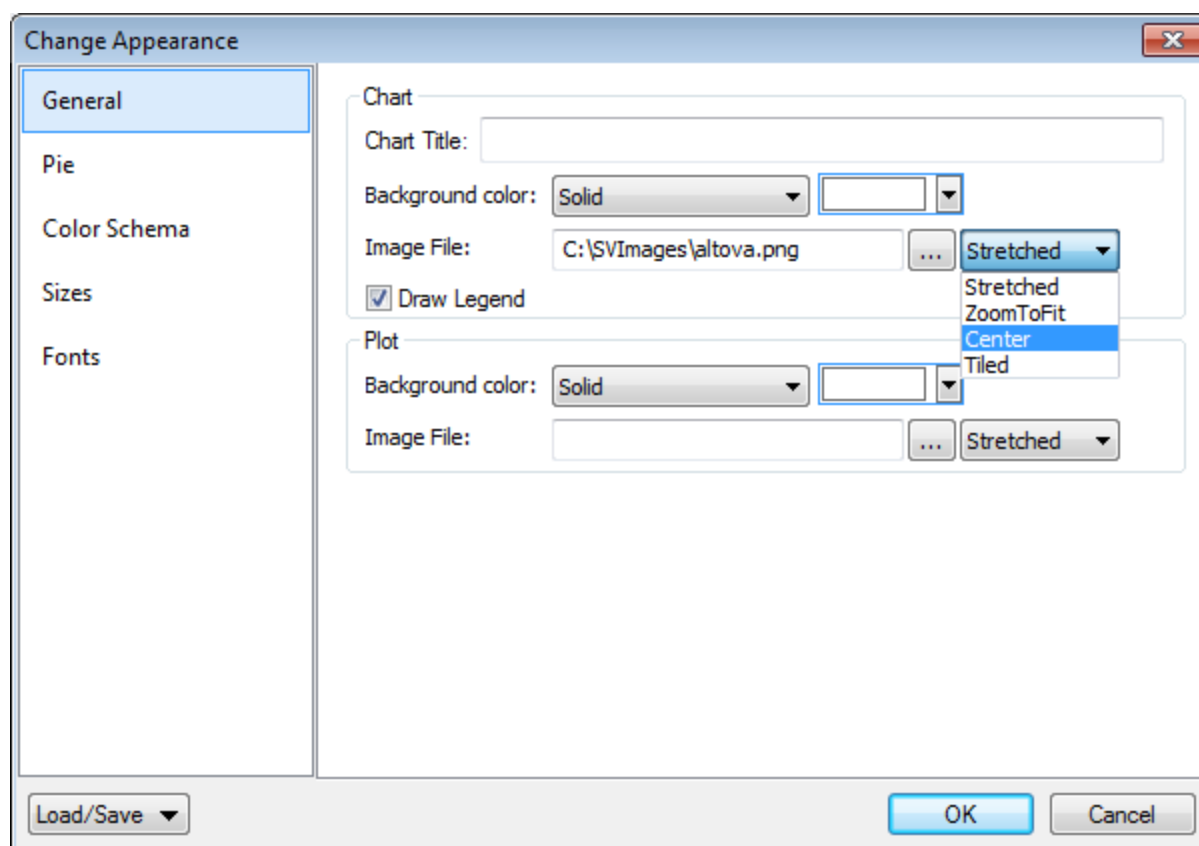 Change Appearance
General
Pie
Color Schema
Sizes
Fonts
Chart
Chart Title:
Background color: Solid
Image File: C:\SVImages\altova.png ... Stretched
Stretched
ZoomToFit
Center
Tiled
Draw Legend
Plot
Background color: Solid
Image File: ... Stretched
Load/Save OK Cancel